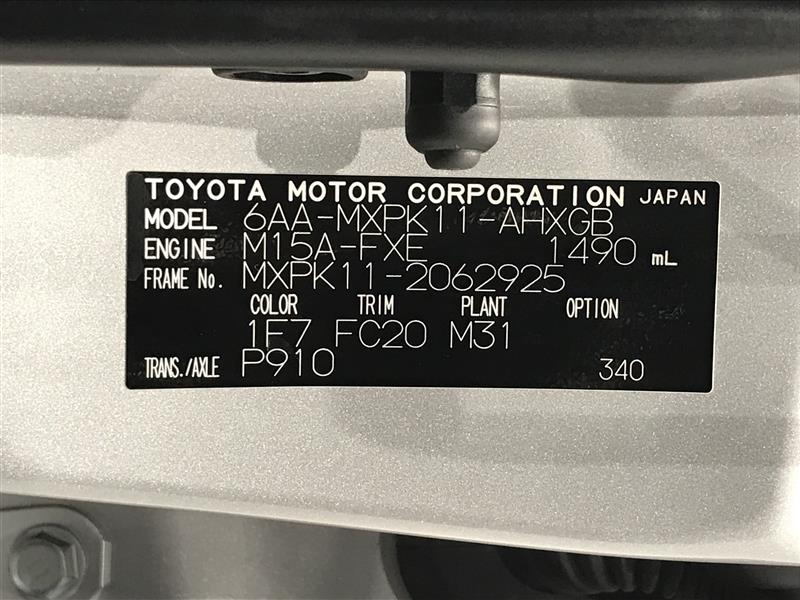 TOYOTA MOTOR CORPORATION JAPAN
MODEL 6AA-MXPK11-AHXGB
ENGINE M15A-FXE 1490 mL
FRAME No. MXPK11-2062925
COLOR TRIM PLANT OPTION
1F7 FC20 M31
TRANS./AXLE P910 340